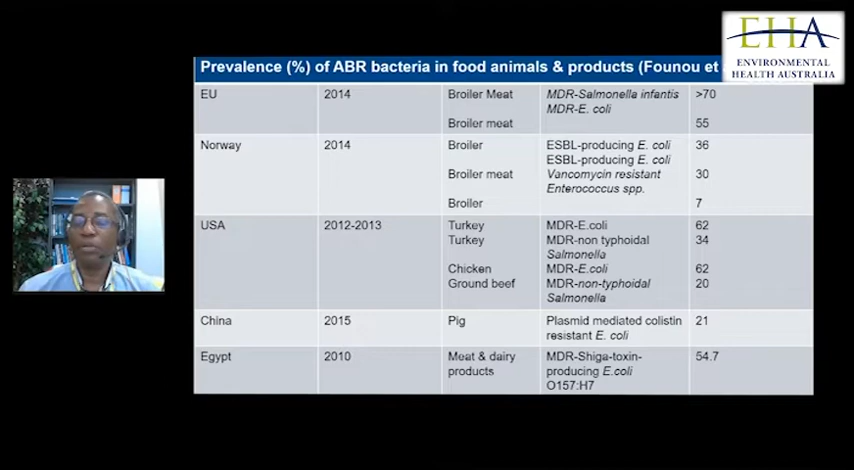 EHA
ENVIRONMENTAL
HEALTH AUSTRALIA
Prevalence (%) of ABR bacteria in food animals & products (Founou et
EU 2014 Broiler Meat MDR-Salmonella infantis >70
MDR-E. coli
Broiler meat 55
Norway 2014 Broiler ESBL-producing E. coli 36
ESBL-producing E. coli
Broiler meat Vancomycin resistant 30
Enterococcus spp.
Broiler 7
USA 2012-2013 Turkey MDR-E.coli 62
Turkey MDR-non typhoidal 34
Salmonella
Chicken MDR-E.coli 62
Ground beef MDR-non-typhoidal 20
Salmonella
China 2015 Pig Plasmid mediated colistin 21
resistant E. coli
Egypt 2010 Meat & dairy MDR-Shiga-toxin- 54.7
products producing E.coli
O157:H7